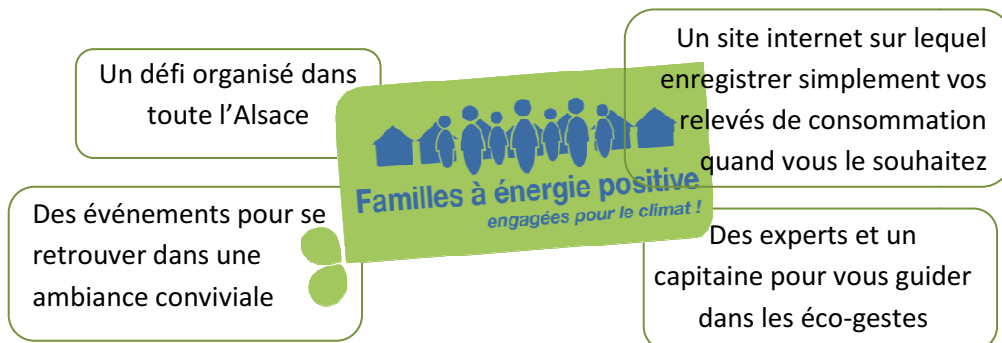 Un défi organisé dans
toute l’Alsace
Un site internet sur lequel
enregistrer simplement vos
relevés de consommation
quand vous le souhaitez
Familles à énergie positive
engagées pour le climat !
Des événements pour se
retrouver dans une
ambiance conviviale
Des experts et un
capitaine pour vous guider
dans les éco-gestes